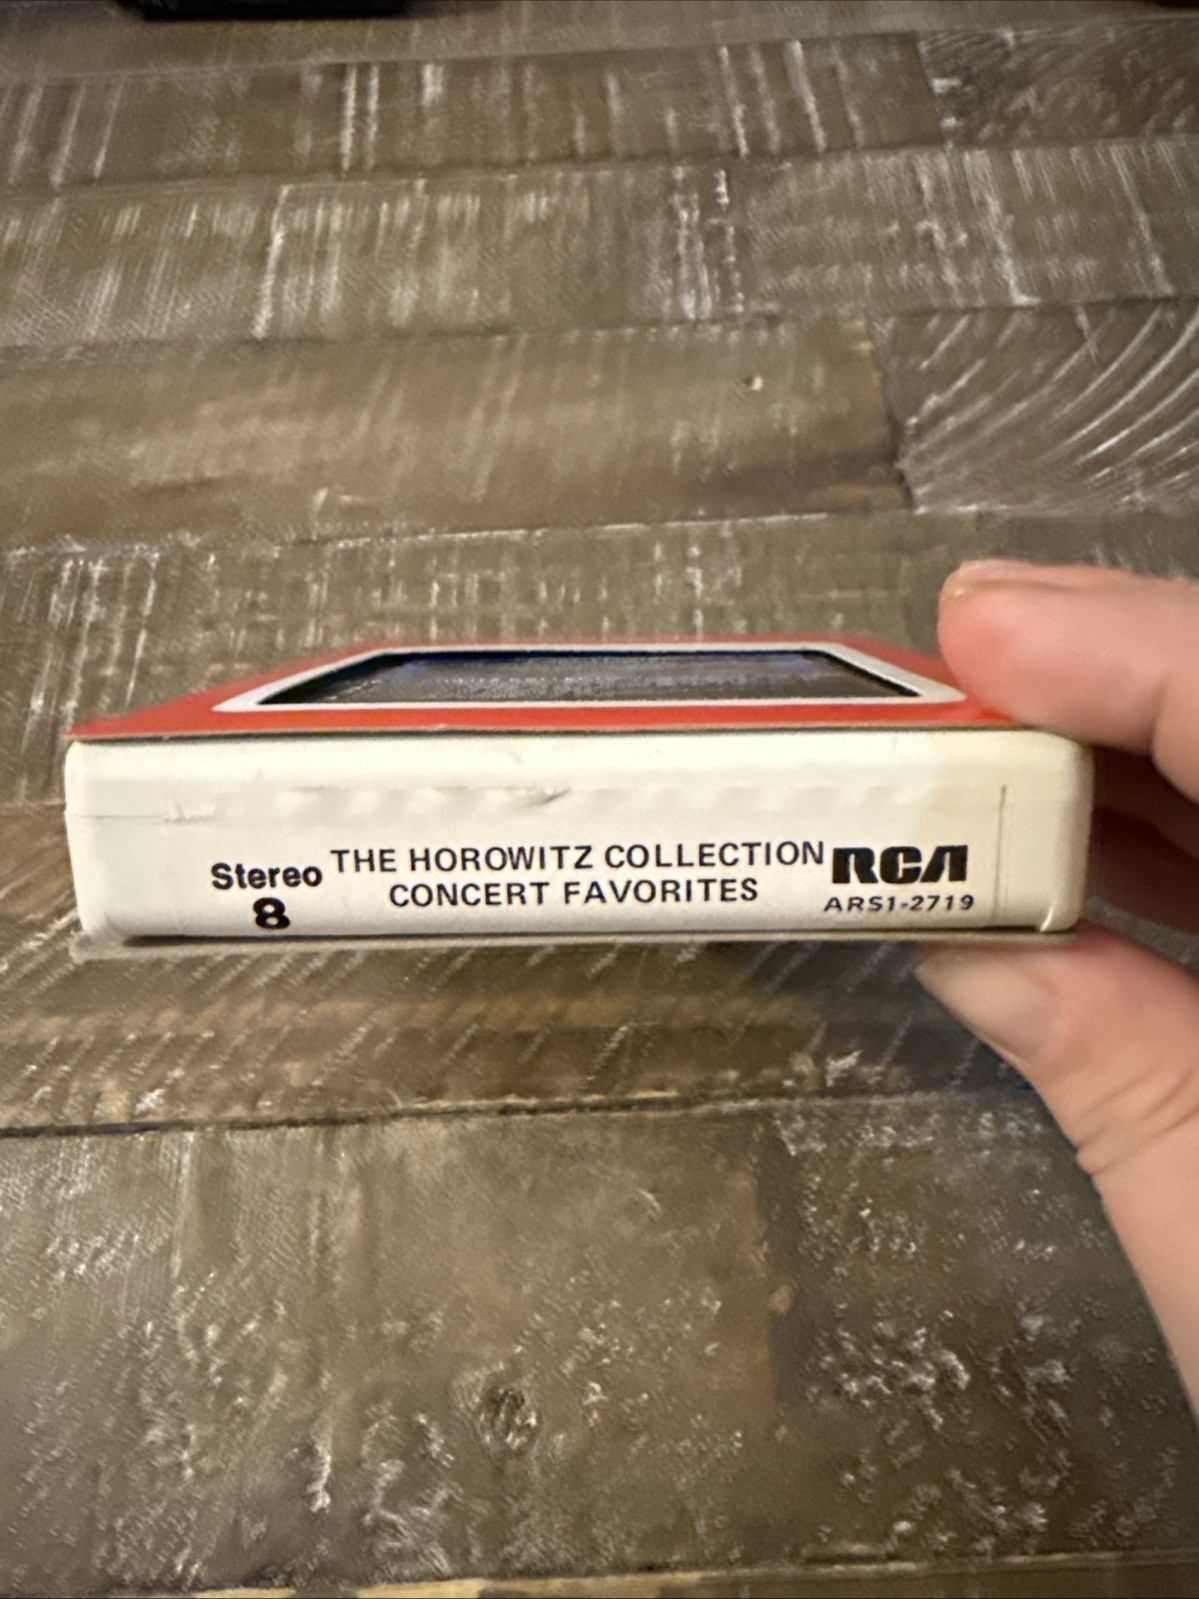 Stereo
8
THE HOROWITZ COLLECTION
CONCERT FAVORITES
RCA
ARS1-2719